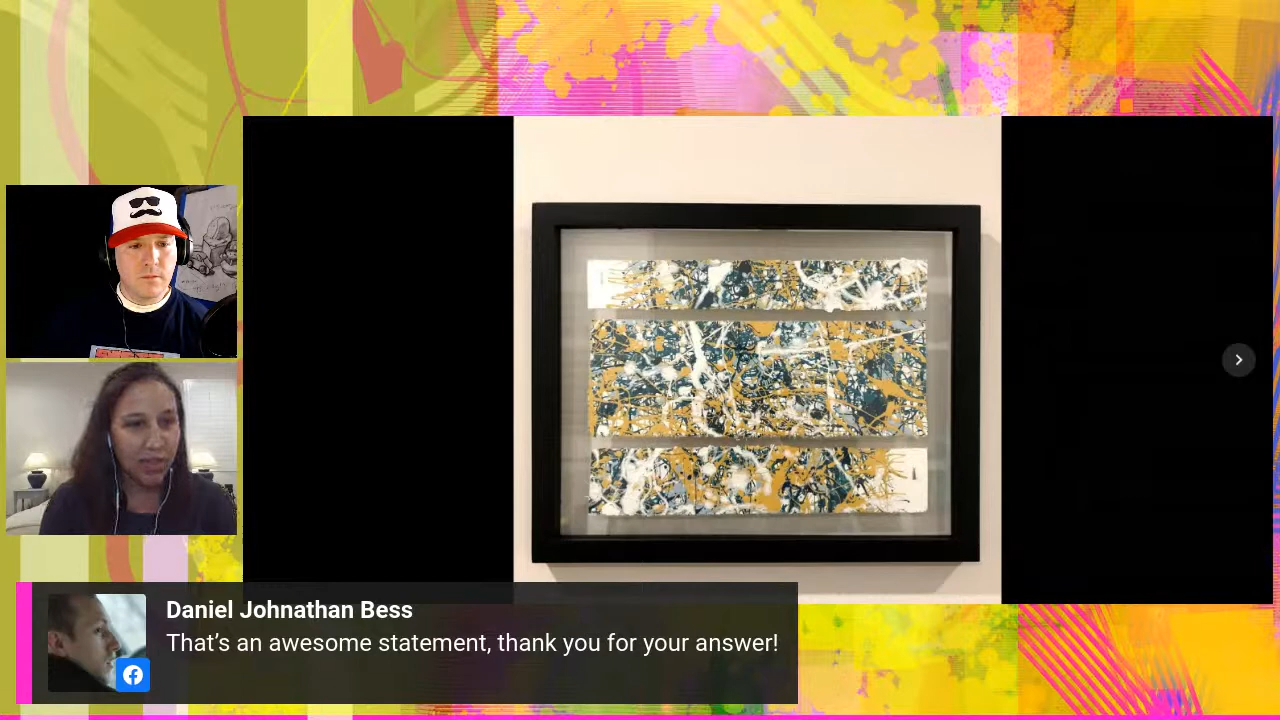 Daniel Johnathan Bess
That’s an awesome statement, thank you for your answer!